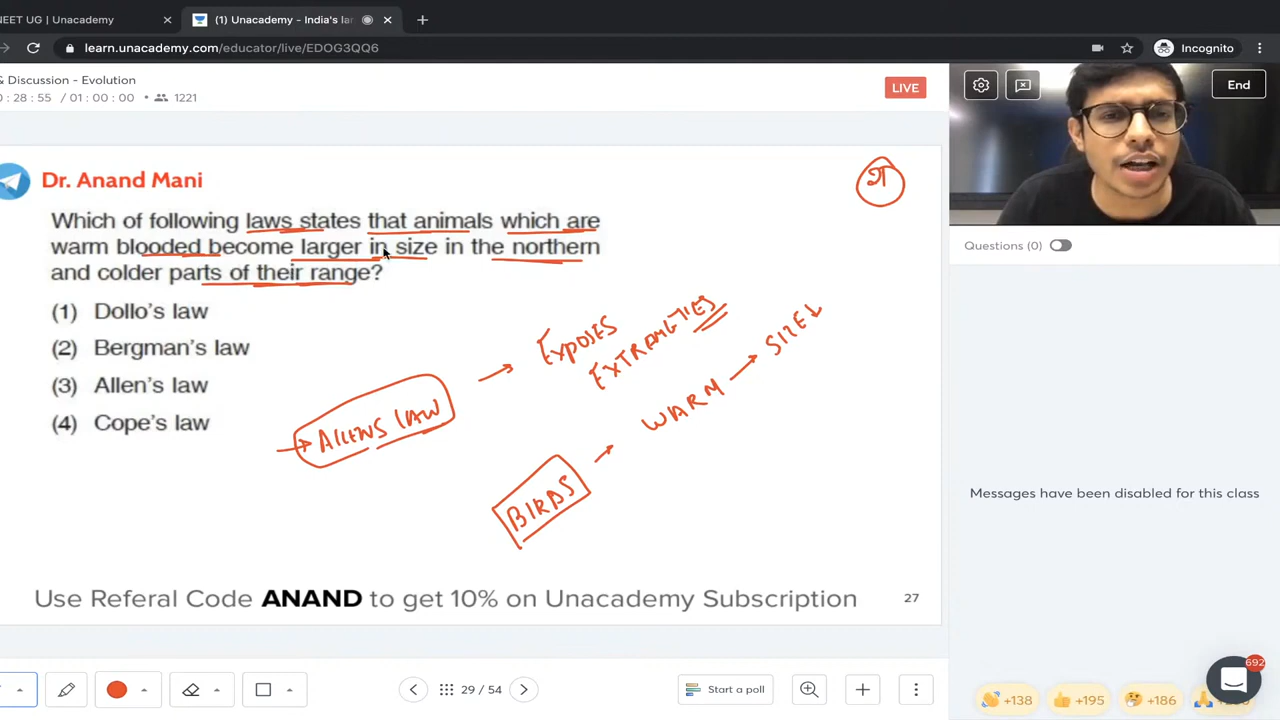 NEET UG | Unacademy
(1) Unacademy - India's lar
learn.unacademy.com/educator/live/EDOG3QQ6
Incognito
& Discussion - Evolution
0 : 28 : 55 / 01 : 00 : 00 • 1221
LIVE
End
Questions (0)
Messages have been disabled for this class
Dr. Anand Mani
Which of following laws states that animals which are
warm blooded become larger in size in the northern
and colder parts of their range?
(1) Dollo's law
(2) Bergman's law
(3) Allen's law
(4) Cope's law
ALLENS LAW
EXPOSES
EXTREMETIES
BIRDS
WARM
SIZE↓
Use Referal Code ANAND to get 10% on Unacademy Subscription
27
29 / 54
Start a poll
692
+138
+195
+186